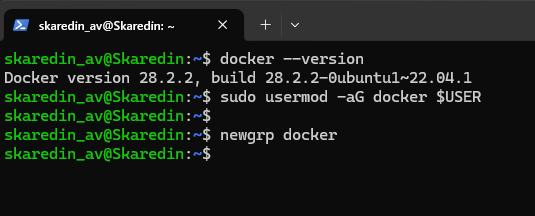 skaredin_av@Skaredin: ~
skaredin_av@Skaredin:~$ docker --version
Docker version 28.2.2, build 28.2.2-0ubuntu1~22.04.1
skaredin_av@Skaredin:~$ sudo usermod -aG docker $USER
skaredin_av@Skaredin:~$
skaredin_av@Skaredin:~$ newgrp docker
skaredin_av@Skaredin:~$